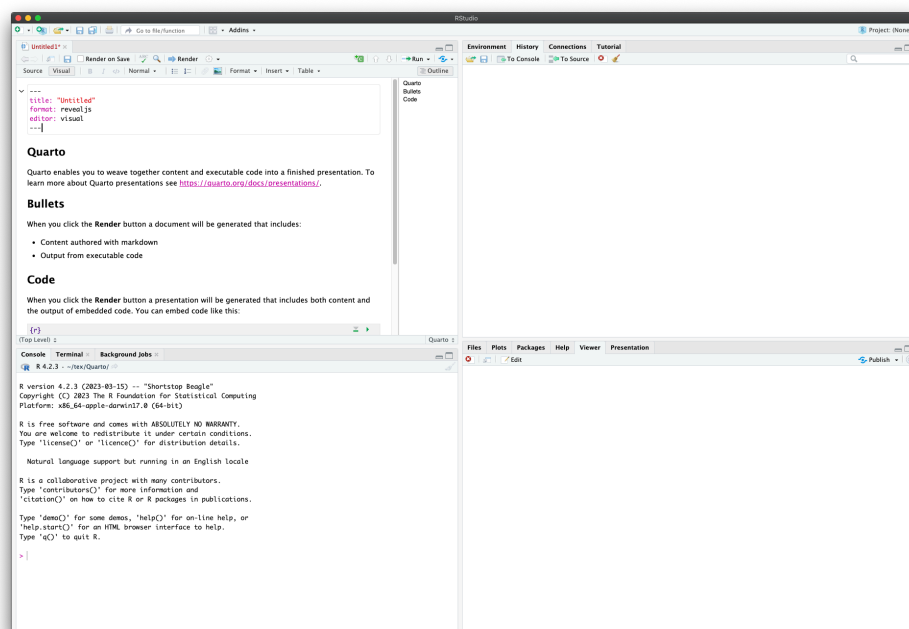 RStudio
Go to file/function
Addins
Project: (None
Untitled1*
Render on Save
Render
Run
Source Visual B I </> Normal Format Insert Table Outline
---
title: "Untitled"
format: revealjs
editor: visual
---
Quarto
Quarto enables you to weave together content and executable code into a finished presentation. To
learn more about Quarto presentations see https://quarto.org/docs/presentations/.
Bullets
When you click the Render button a document will be generated that includes:
• Content authored with markdown
• Output from executable code
Code
When you click the Render button a presentation will be generated that includes both content and
the output of embedded code. You can embed code like this:
{r}
(Top Level) Quarto
Quarto
Bullets
Code
Console Terminal Background Jobs
R 4.2.3 · ~/tex/Quarto/
R version 4.2.3 (2023-03-15) -- "Shortstop Beagle"
Copyright (C) 2023 The R Foundation for Statistical Computing
Platform: x86_64-apple-darwin17.0 (64-bit)
R is free software and comes with ABSOLUTELY NO WARRANTY.
You are welcome to redistribute it under certain conditions.
Type 'license()' or 'licence()' for distribution details.
Natural language support but running in an English locale
R is a collaborative project with many contributors.
Type 'contributors()' for more information and
'citation()' on how to cite R or R packages in publications.
Type 'demo()' for some demos, 'help()' for on-line help, or
'help.start()' for an HTML browser interface to help.
Type 'q()' to quit R.
>
Environment History Connections Tutorial
To Console To Source
Files Plots Packages Help Viewer Presentation
Edit Publish